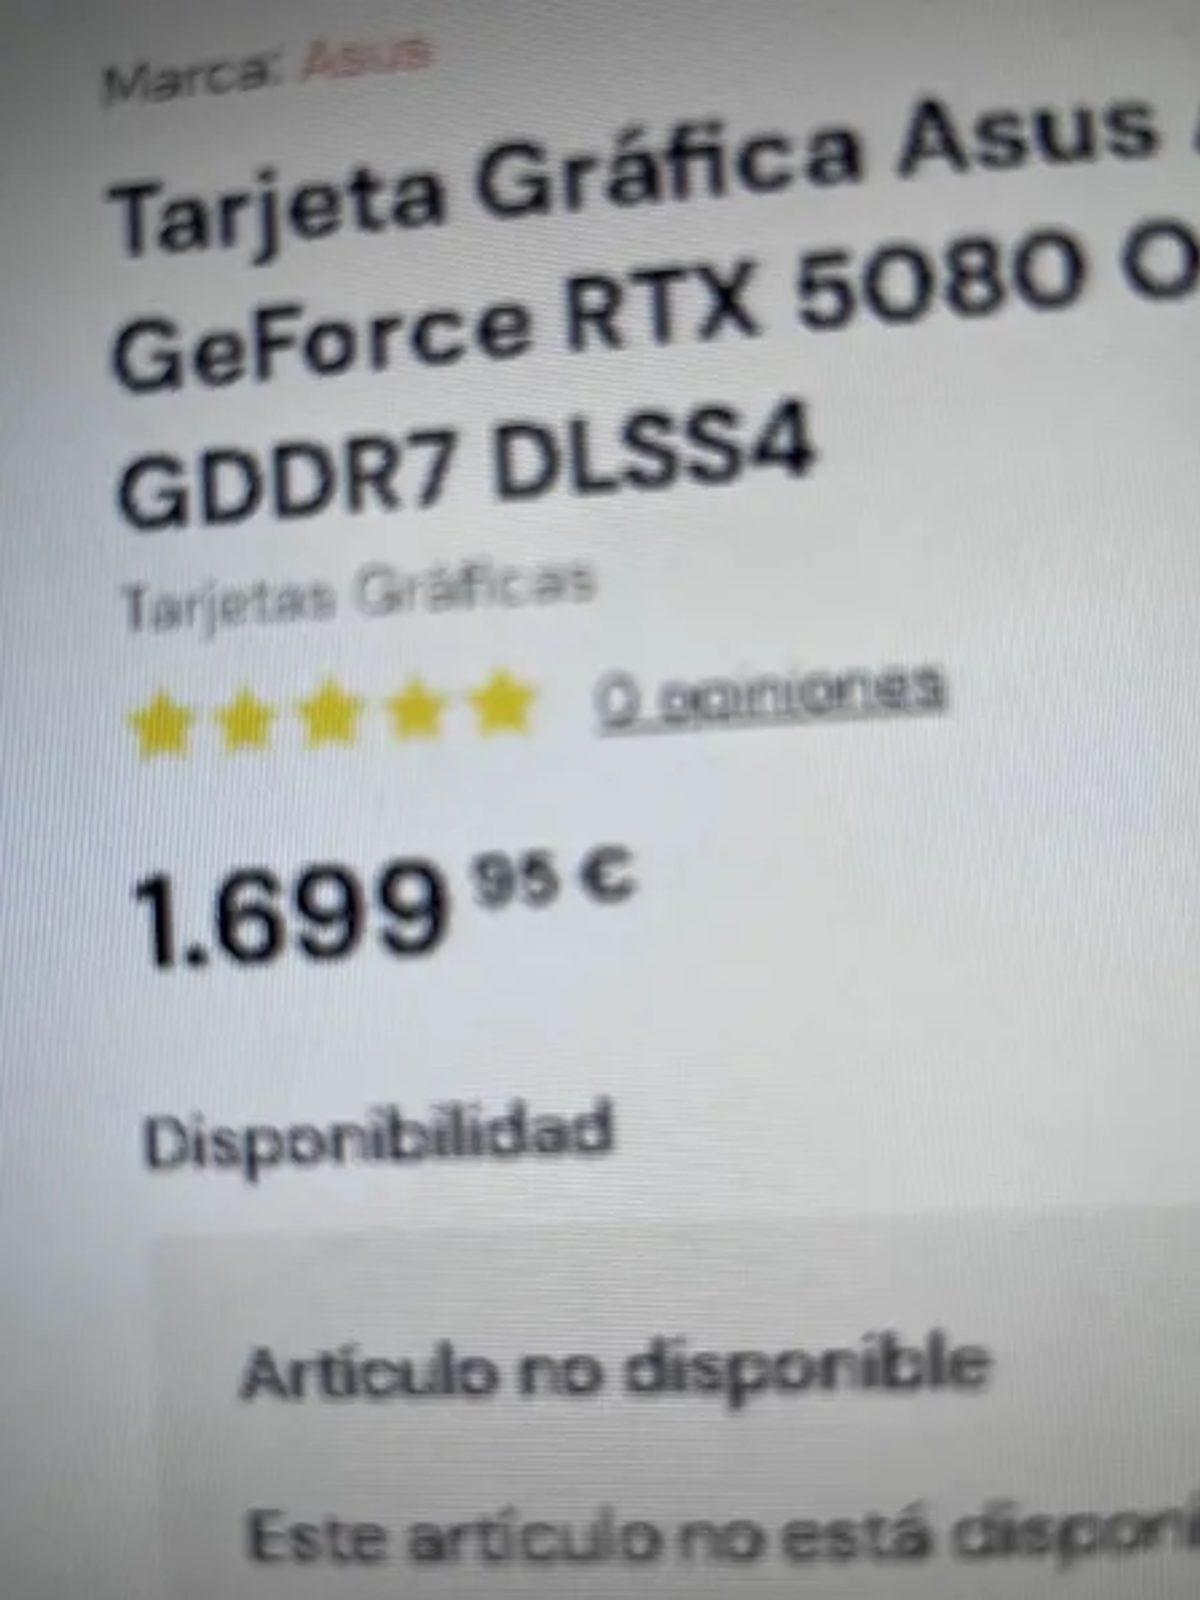 Marca: Asus
Tarjeta Gráfica Asus
GeForce RTX 5080 O
GDDR7 DLSS4
Tarjetas Gráficas
0 opiniones
1.699 95 €
Disponibilidad
Artículo no disponible
Este artículo no está disponi